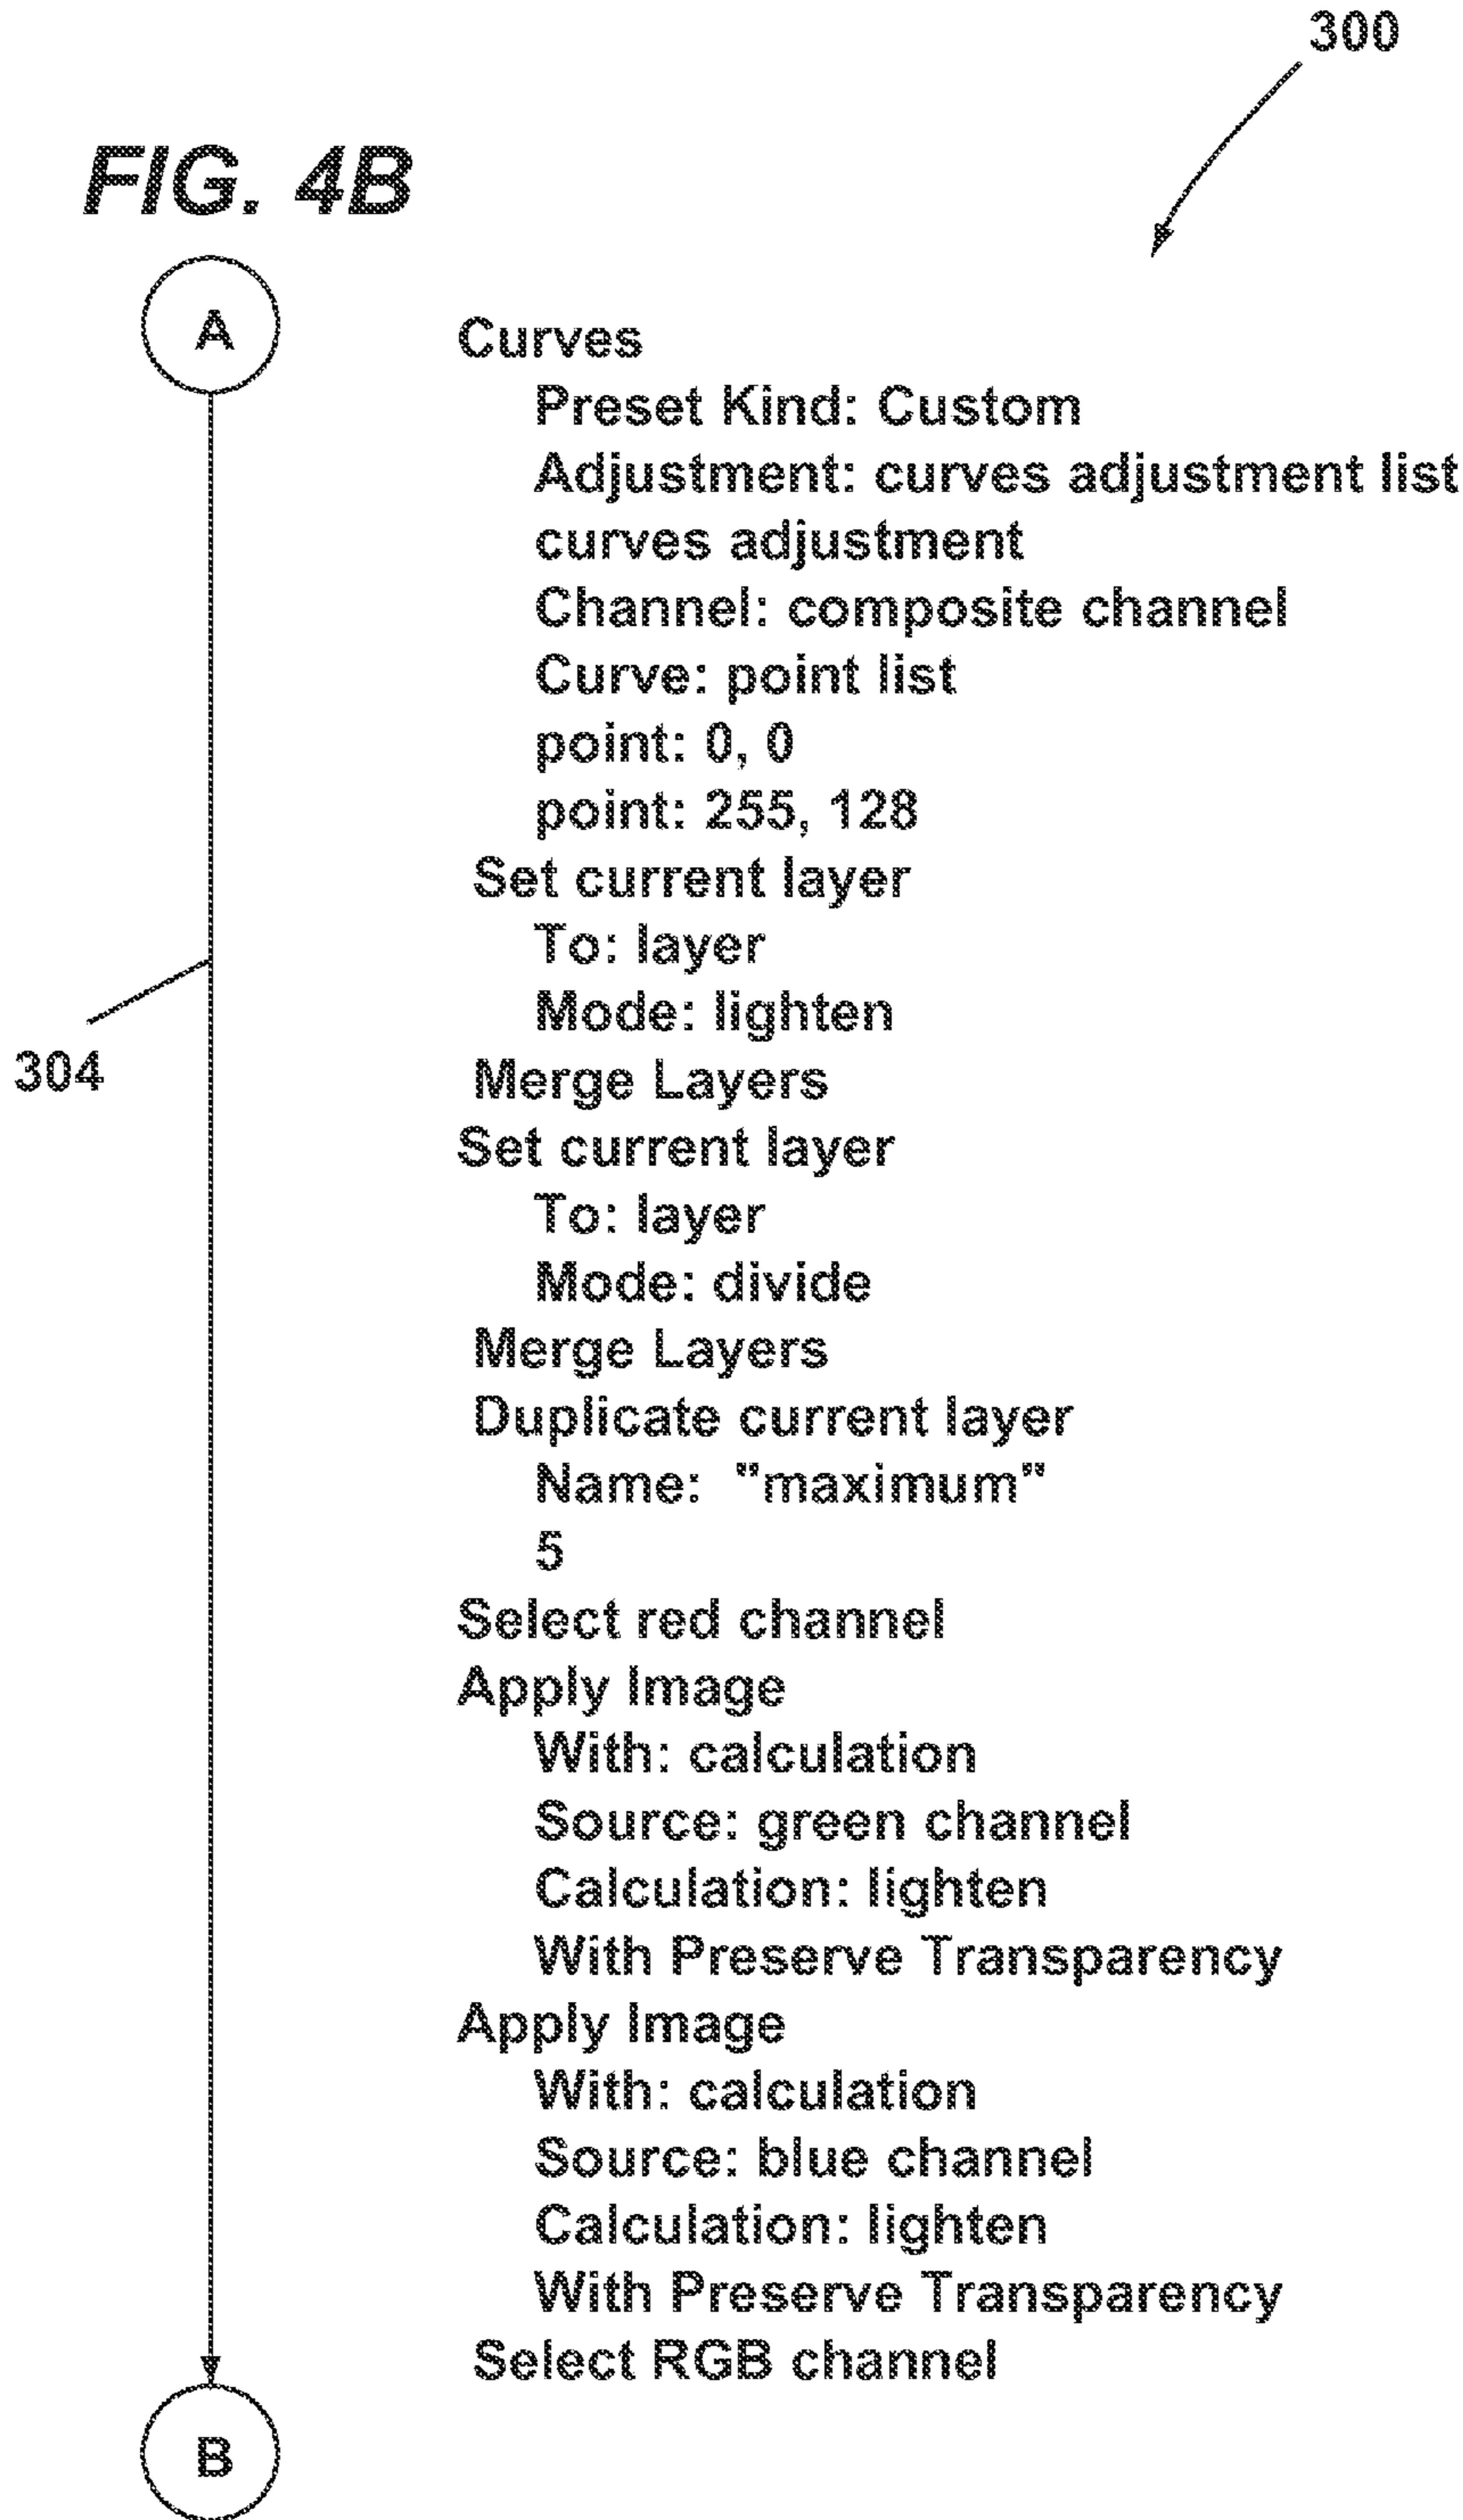 300
FIG. 4B
A
Curves
Preset Kind: Custom
Adjustment: curves adjustment list
curves adjustment
Channel: composite channel
Curve: point list
point: 0, 0
point: 255, 128
Set current layer
To: layer
Mode: lighten
304
Merge Layers
Set current layer
To: layer
Mode: divide
Merge Layers
Duplicate current layer
Name: "maximum"
5
Select red channel
Apply Image
With: calculation
Source: green channel
Calculation: lighten
With Preserve Transparency
Apply Image
With: calculation
Source: blue channel
Calculation: lighten
With Preserve Transparency
Select RGB channel
B